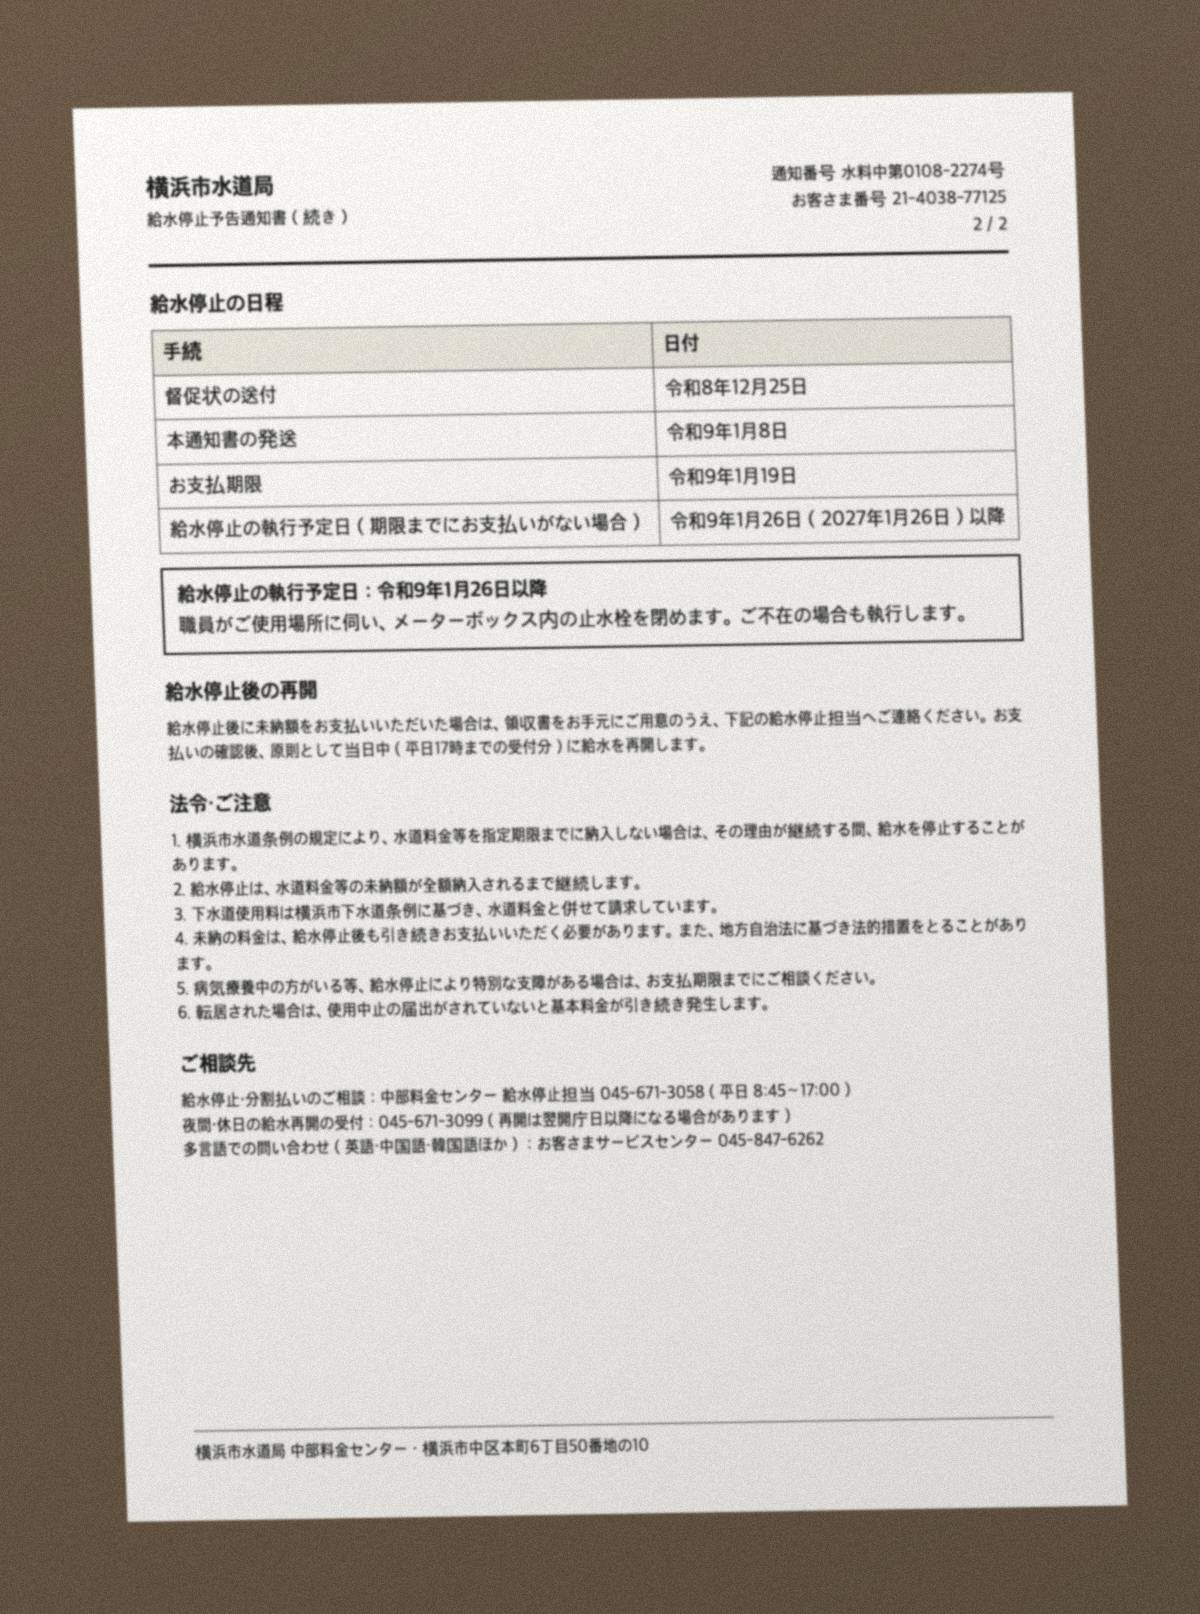 横浜市水道局
給水停止予告通知書(続き)
通知番号 水料中第0108-2274号
お客さま番号 21-4038-77125
2 / 2
給水停止の日程
手続 日付
督促状の送付 令和8年12月25日
本通知書の発送 令和9年1月8日
お支払期限 令和9年1月19日
給水停止の執行予定日(期限までにお支払いがない場合) 令和9年1月26日(2027年1月26日)以降
給水停止の執行予定日:令和9年1月26日以降
職員がご使用場所に伺い、メーターボックス内の止水栓を閉めます。ご不在の場合も執行します。
給水停止後の再開
給水停止後に未納額をお支払いいただいた場合は、領収書をお手元にご用意のうえ、下記の給水停止担当へご連絡ください。お支
払いの確認後、原則として当日中(平日17時までの受付分)に給水を再開します。
法令·ご注意
1. 横浜市水道条例の規定により、水道料金等を指定期限までに納入しない場合は、その理由が継続する間、給水を停止することが
あります。
2. 給水停止は、水道料金等の未納額が全額納入されるまで継続します。
3. 下水道使用料は横浜市下水道条例に基づき、水道料金と併せて請求しています。
4. 未納の料金は、給水停止後も引き続きお支払いいただく必要があります。また、地方自治法に基づき法的措置をとることがあり
ます。
5. 病気療養中の方がいる等、給水停止により特別な支障がある場合は、お支払期限までにご相談ください。
6. 転居された場合は、使用中止の届出がされていないと基本料金が引き続き発生します。
ご相談先
給水停止·分割払いのご相談:中部料金センター 給水停止担当 045-671-3058(平日 8:45~17:00)
夜間·休日の給水再開の受付:045-671-3099(再開は翌開庁日以降になる場合があります)
多言語での問い合わせ(英語·中国語·韓国語ほか):お客さまサービスセンター 045-847-6262
横浜市水道局 中部料金センター · 横浜市中区本町6丁目50番地の10